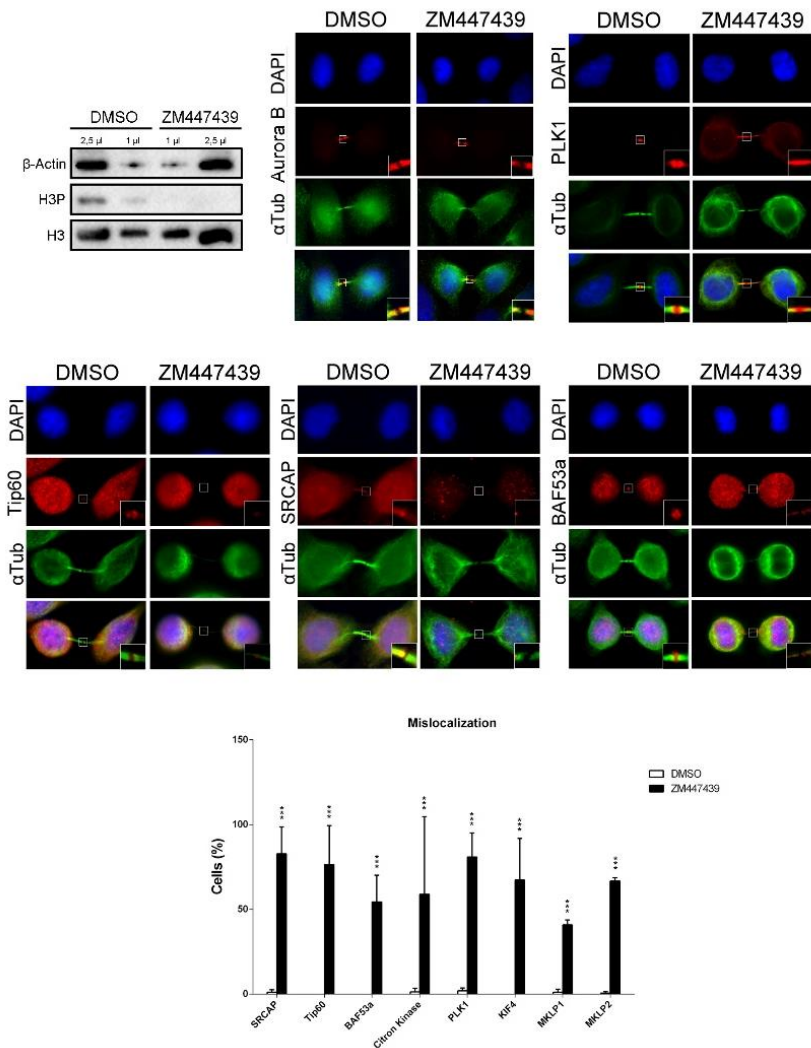 DMSO ZM447439
2,5 µl 1 µl 1 µl 2,5 µl
β-Actin
H3P
H3
DMSO ZM447439
DAPI
Aurora B
αTub
DMSO ZM447439
DAPI
PLK1
αTub
DMSO ZM447439
DAPI
Tip60
αTub
DMSO ZM447439
DAPI
SRCAP
αTub
DMSO ZM447439
DAPI
BAF53a
αTub
Mislocalization
Cells (%)
150
100
50
0
*** *** *** *** *** *** *** ***
SRCAP Tip60 BAF53a Citron Kinase PLK1 KIF4 MKLP1 MKLP2
DMSO
ZM447439